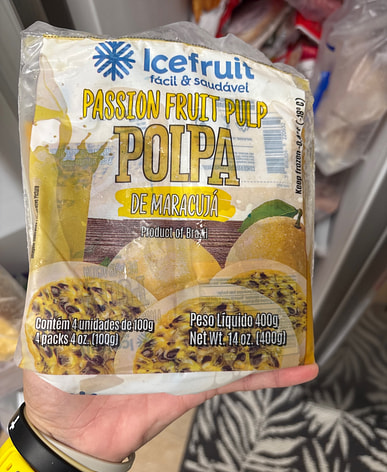 Icefruit
fácil & saudável
PASSION FRUIT PULP
POLPA
DE MARACUJÁ
Product of Brazil
Contém 4 unidades de 100g
4 packs 4 oz. (100g)
Peso Líquido 400g
Net Wt. 14 oz. (400g)